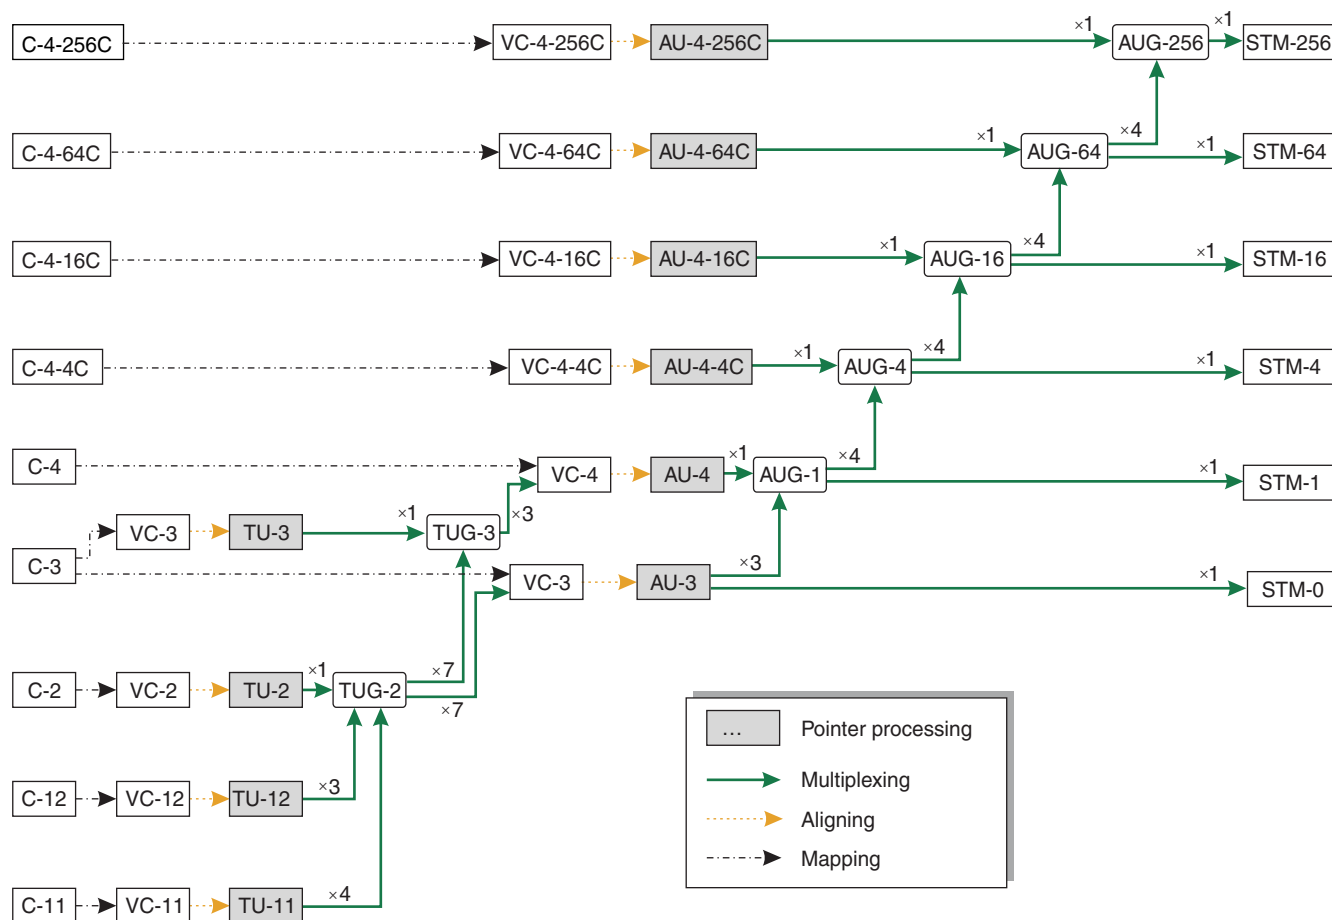 C-4-256C VC-4-256C AU-4-256C ×1 AUG-256 ×1 STM-256
C-4-64C VC-4-64C AU-4-64C ×1 AUG-64 ×4 ×1 STM-64
C-4-16C VC-4-16C AU-4-16C ×1 AUG-16 ×4 ×1 STM-16
C-4-4C VC-4-4C AU-4-4C ×1 AUG-4 ×4 ×1 STM-4
C-4 VC-4 AU-4 ×1 AUG-1 ×4 ×1 STM-1
VC-3 TU-3 ×1 TUG-3 ×3
C-3 VC-3 AU-3 ×3 ×1 STM-0
C-2 VC-2 TU-2 ×1 TUG-2 ×7
×7
C-12 VC-12 TU-12 ×3
C-11 VC-11 TU-11 ×4
... Pointer processing
Multiplexing
Aligning
Mapping